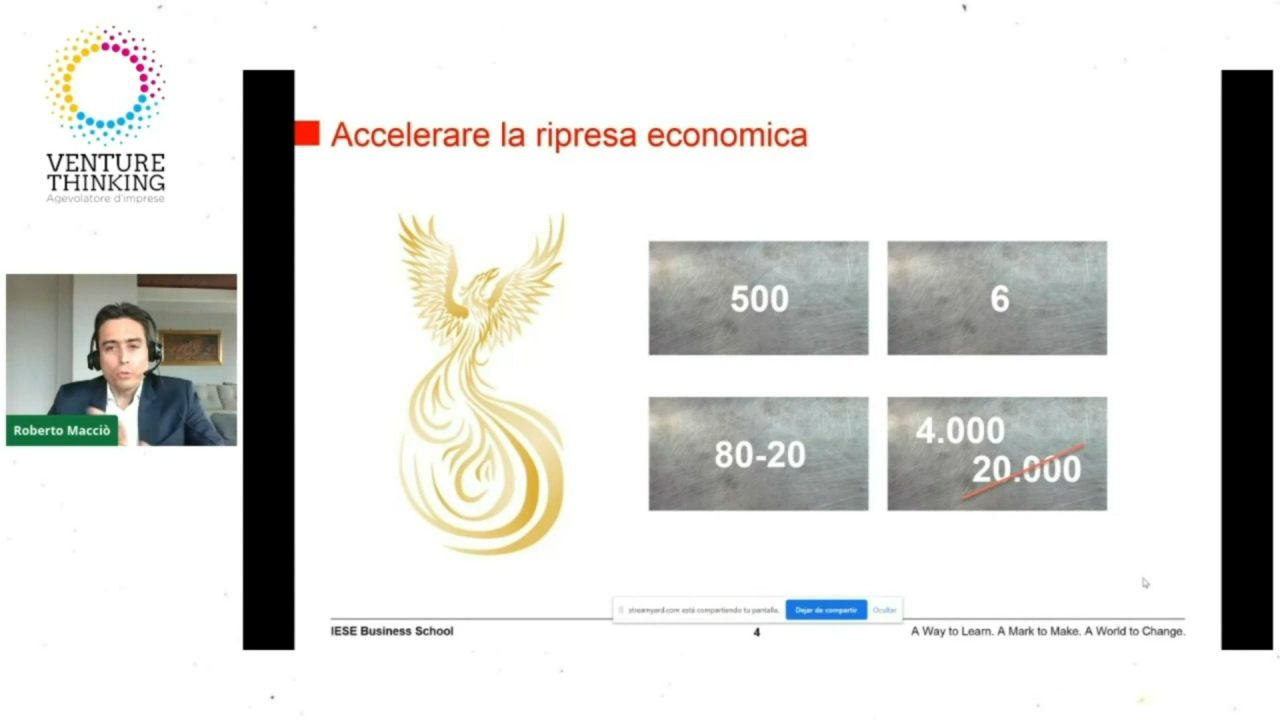 VENTURE
THINKING
Agevolatore d'imprese
Roberto Macciò
Accelerare la ripresa economica
500
6
80-20
4.000
20.000
streamyard.com está compartiendo tu pantalla.
Dejar de compartir
Ocultar
IESE Business School
4
A Way to Learn. A Mark to Make. A World to Change.